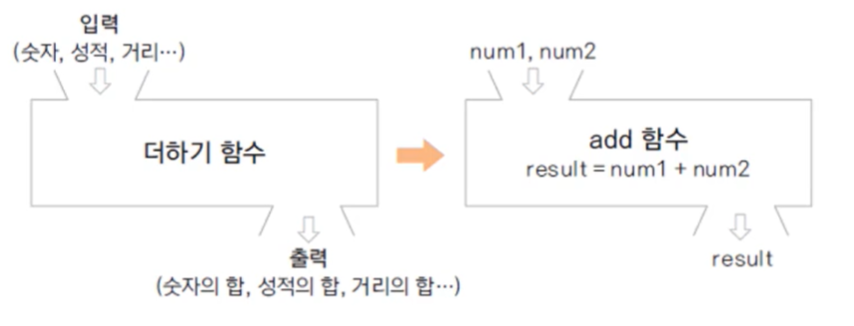 입력
(숫자, 성적, 거리…)
더하기 함수
출력
(숫자의 합, 성적의 합, 거리의 합…)
num1, num2
add 함수
result = num1 + num2
result